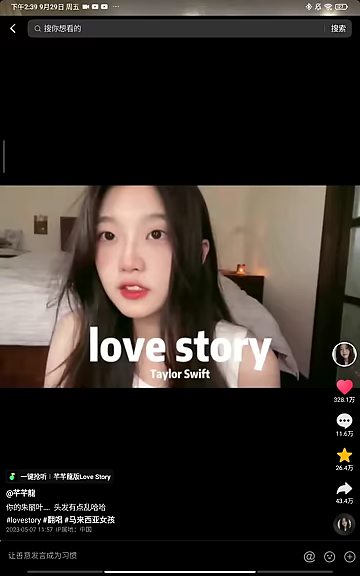 下午2:39 9月29日 周五
搜你想看的
搜索
love story
Taylor Swift
328.1万
11.6万
26.4万
43.4万
一键抢听 | 芊芊龍版Love Story
@芊芊龍
你的朱丽叶… 头发有点乱哈哈
#lovestory #翻唱 #马来西亚女孩
2023-05-07 11:57 IP属地：中国
让善意发言成为习惯